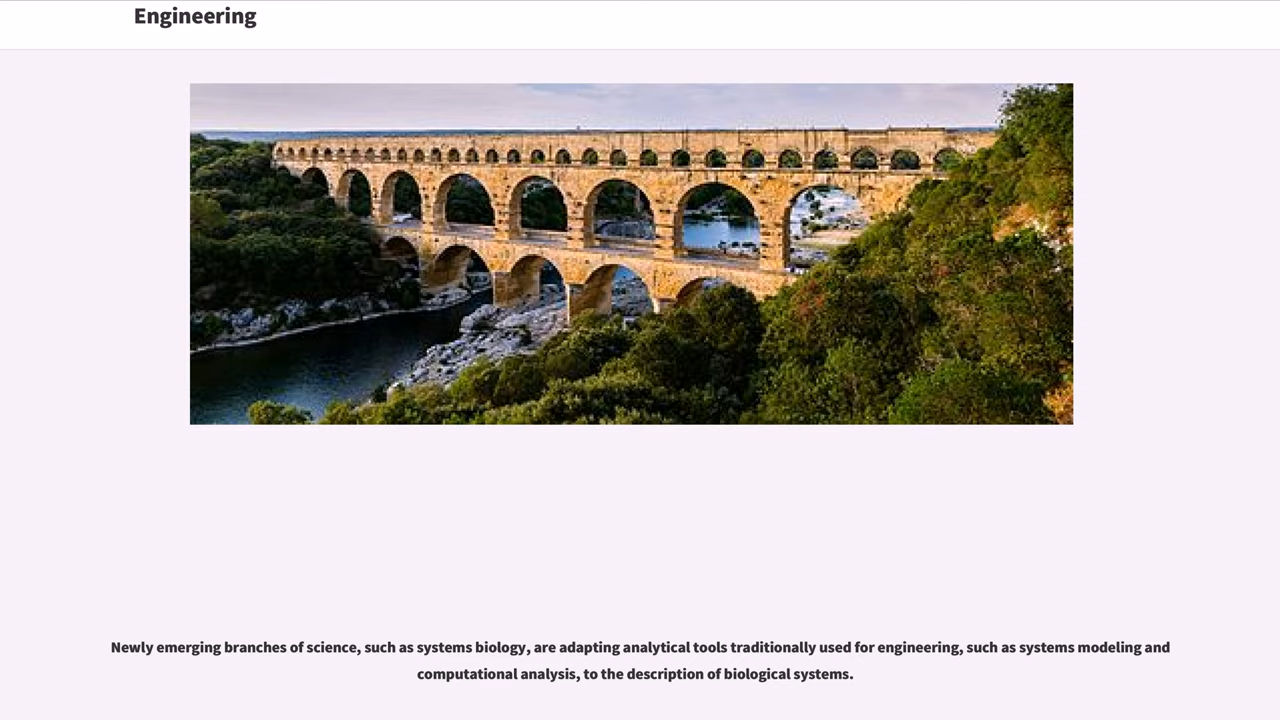 Engineering
Newly emerging branches of science, such as systems biology, are adapting analytical tools traditionally used for engineering, such as systems modeling and
computational analysis, to the description of biological systems.